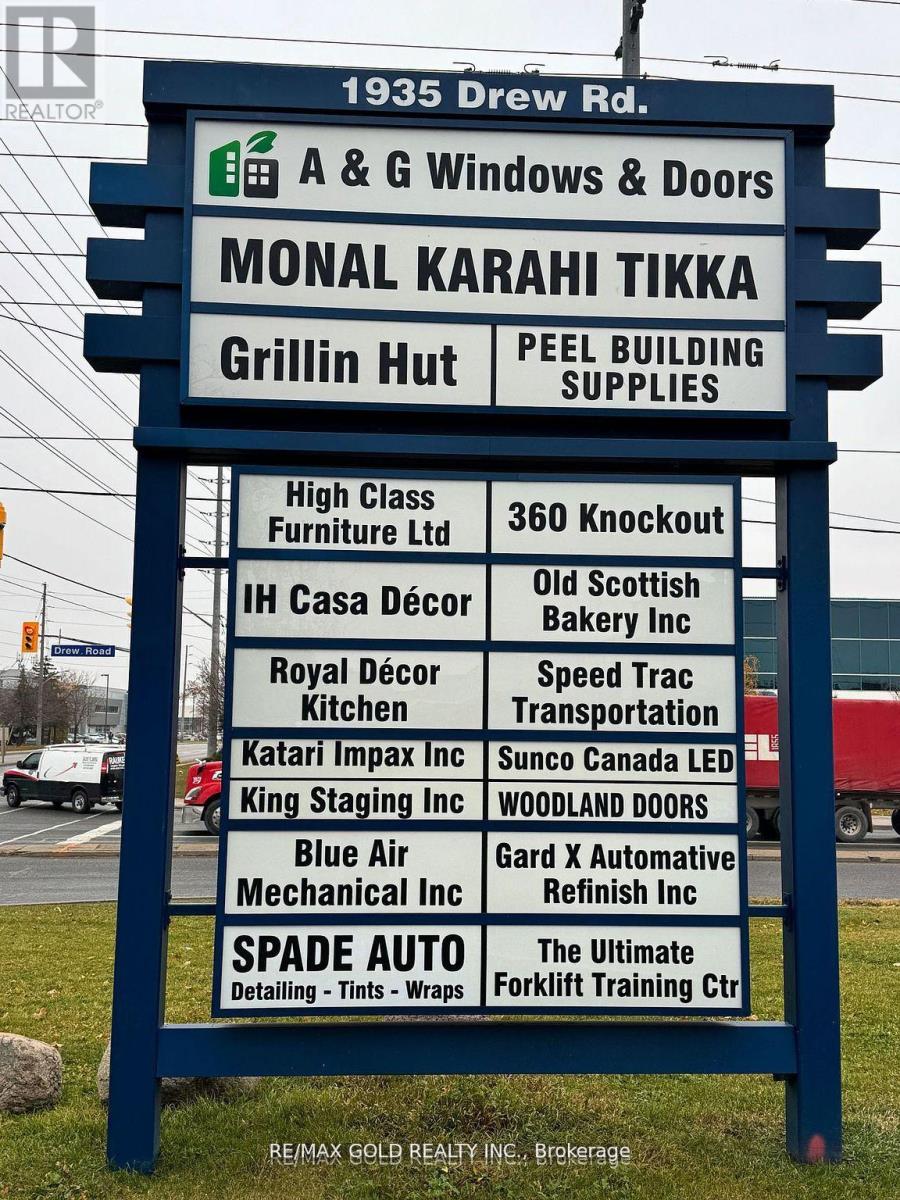 R
REALTOR®
1935 Drew Rd.
A & G Windows & Doors
MONAL KARAHI TIKKA
Grillin Hut
PEEL BUILDING
SUPPLIES
High Class
Furniture Ltd
360 Knockout
IH Casa Décor
Old Scottish
Bakery Inc
Royal Décor
Kitchen
Speed Trac
Transportation
Katari Impax Inc
Sunco Canada LED
King Staging Inc
WOODLAND DOORS
Blue Air
Mechanical Inc
Gard X Automative
Refinish Inc
SPADE AUTO
Detailing - Tints - Wraps
The Ultimate
Forklift Training Ctr
Drew Road
RE/MAX GOLD REALTY INC., Brokerage